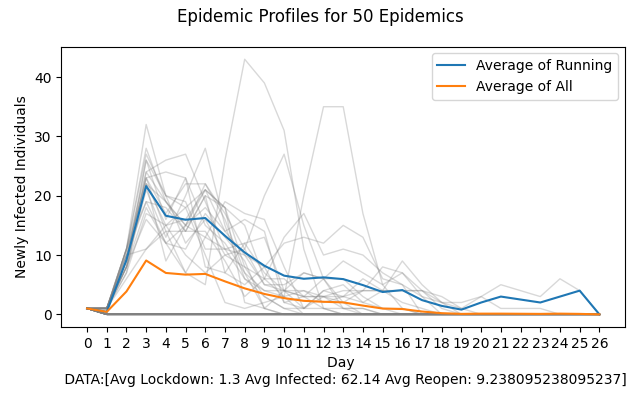 Epidemic Profiles for 50 Epidemics
Average of Running
Average of All
Newly Infected Individuals
40
30
20
10
0
0 1 2 3 4 5 6 7 8 9 10 11 12 13 14 15 16 17 18 19 20 21 22 23 24 25 26
Day
DATA:[Avg Lockdown: 1.3 Avg Infected: 62.14 Avg Reopen: 9.238095238095237]